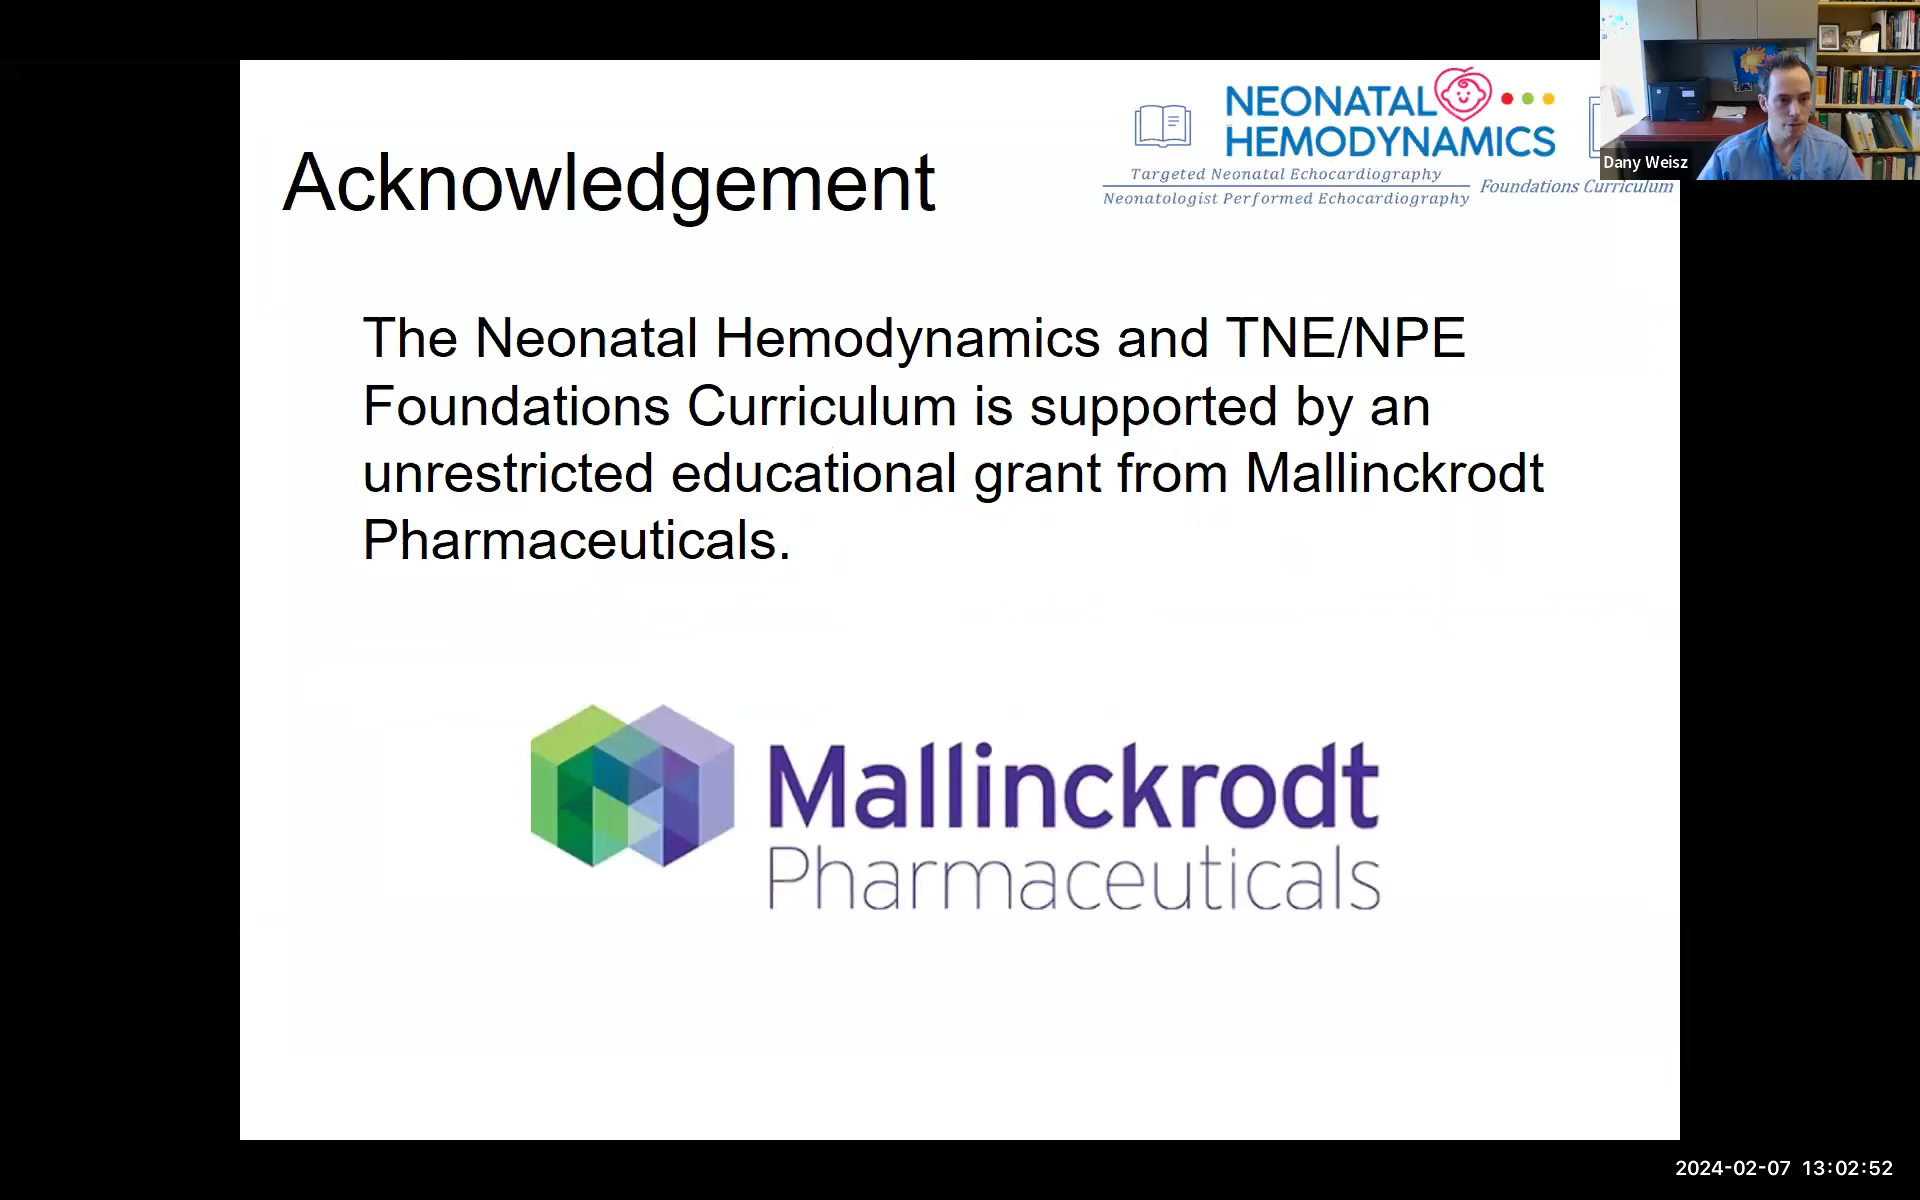 NEONATAL
HEMODYNAMICS
Targeted Neonatal Echocardiography
Neonatologist Performed Echocardiography
Foundations Curriculum
Dany Weisz
Acknowledgement
The Neonatal Hemodynamics and TNE/NPE
Foundations Curriculum is supported by an
unrestricted educational grant from Mallinckrodt
Pharmaceuticals.
Mallinckrodt
Pharmaceuticals
2024-02-07 13:02:52